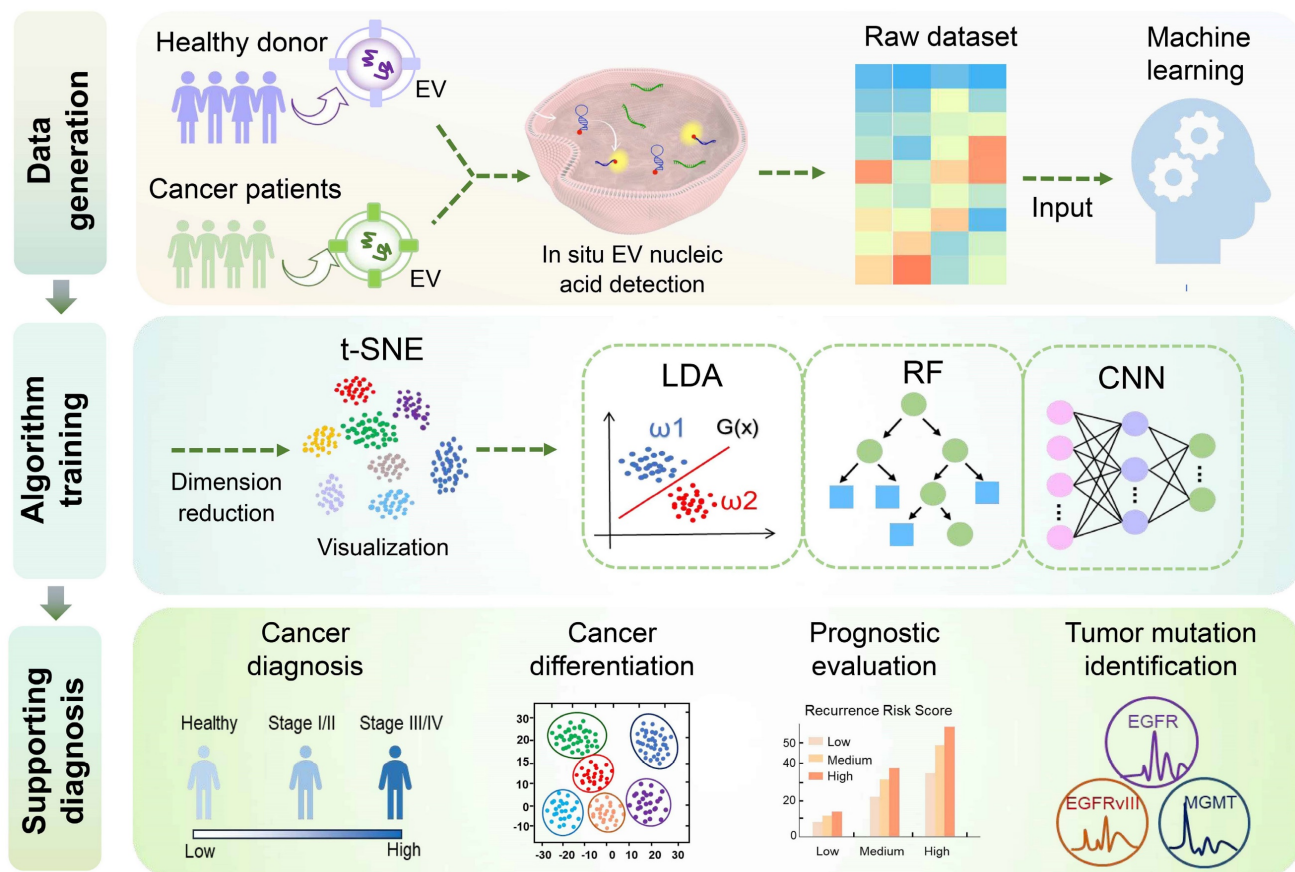 Data
generation
Healthy donor
EV
Cancer patients
EV
In situ EV nucleic
acid detection
Raw dataset
Input
Machine
learning
Algorithm
training
Dimension
reduction
t-SNE
Visualization
LDA
ω1
G(x)
ω2
RF
CNN
Supporting
diagnosis
Cancer
diagnosis
Healthy
Stage I/II
Stage III/IV
Low
High
Cancer
differentiation
30
20
15
10
0
-10
-30
-20
-10
0
10
20
30
Prognostic
evaluation
Recurrence Risk Score
50
40
20
0
Low
Medium
High
Low
Medium
High
Tumor mutation
identification
EGFR
EGFRvIII
MGMT